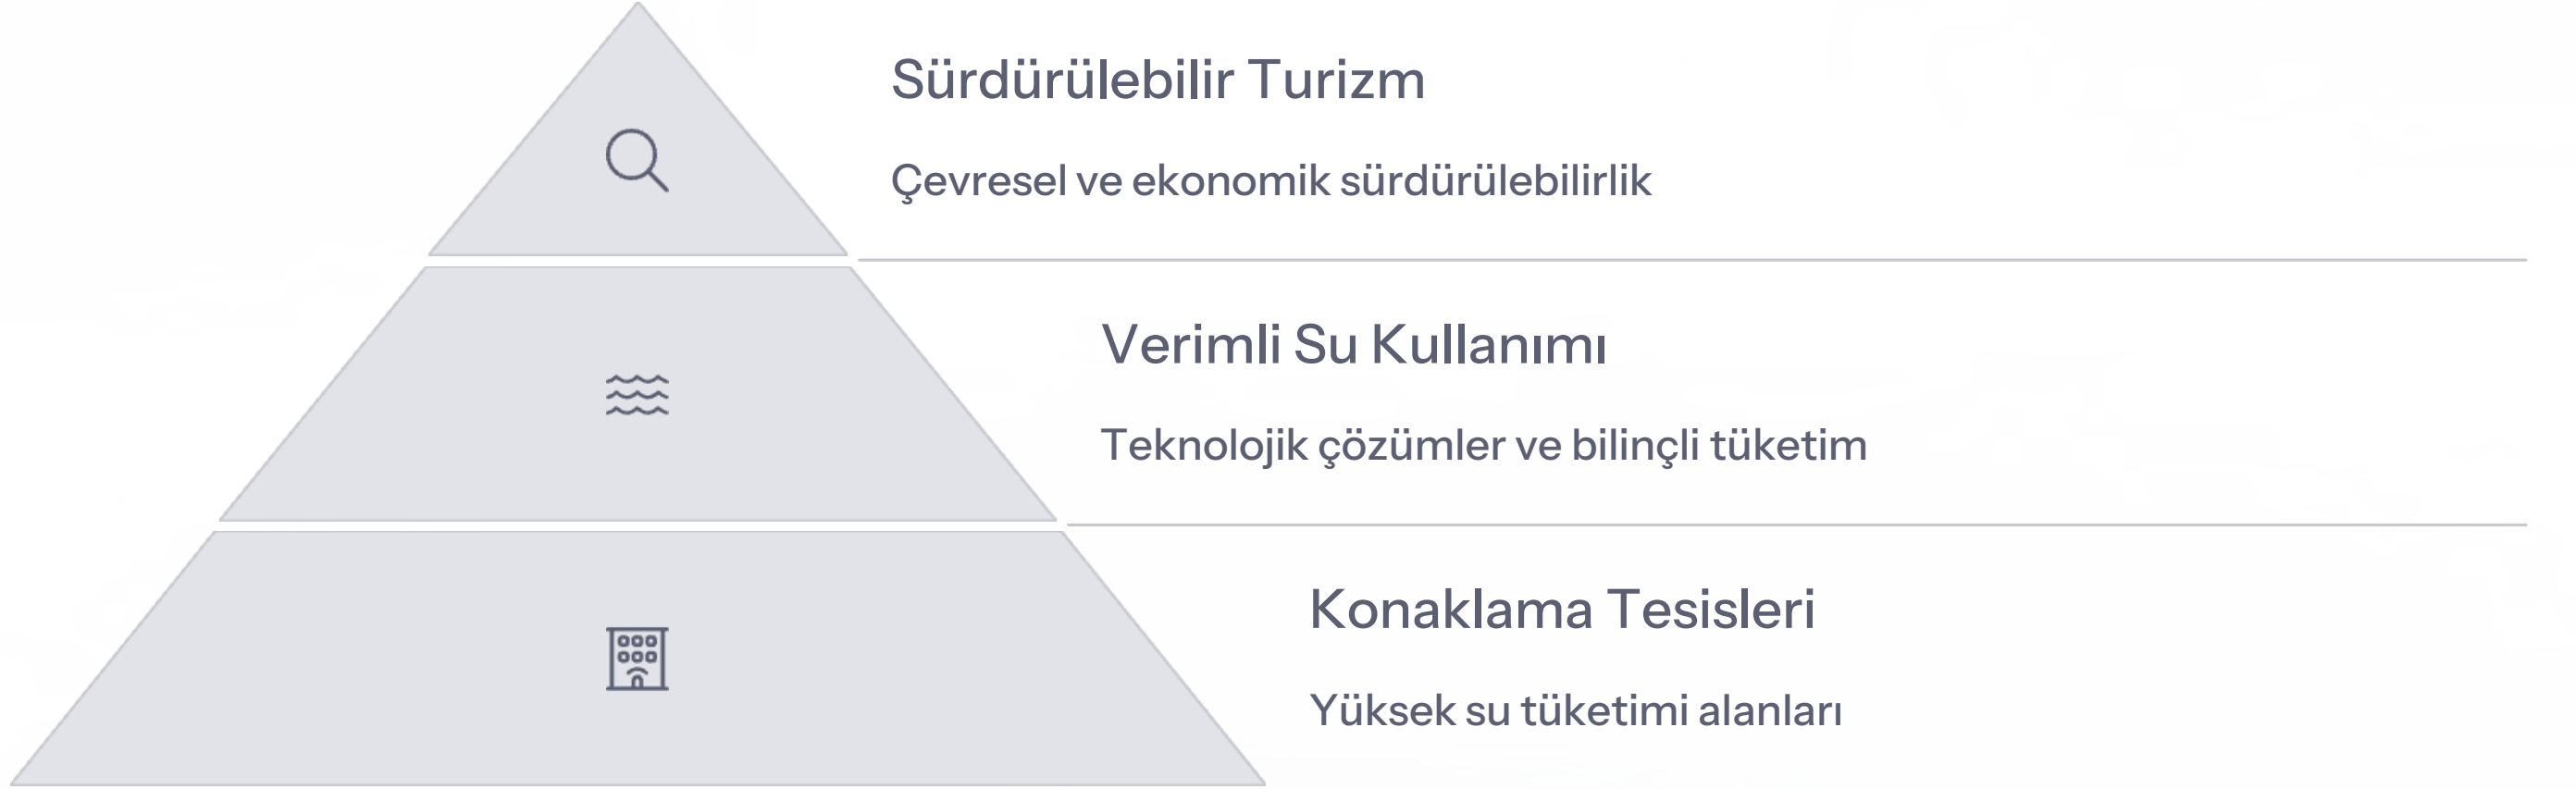 Sürdürülebilir Turizm
Çevresel ve ekonomik sürdürülebilirlik
Verimli Su Kullanımı
Teknolojik çözümler ve bilinçli tüketim
Konaklama Tesisleri
Yüksek su tüketimi alanları